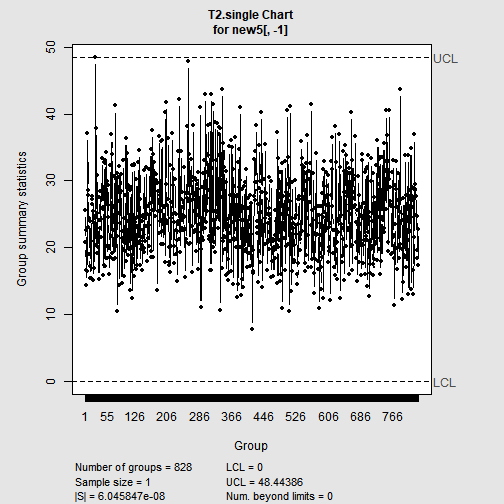 T2.single Chart
for new5[, -1]
Group summary statistics
50
40
30
20
10
0
UCL
LCL
1 55 126 206 286 366 446 526 606 686 766
Group
Number of groups = 828
Sample size = 1
|S| = 6.045847e-08
LCL = 0
UCL = 48.44386
Num. beyond limits = 0